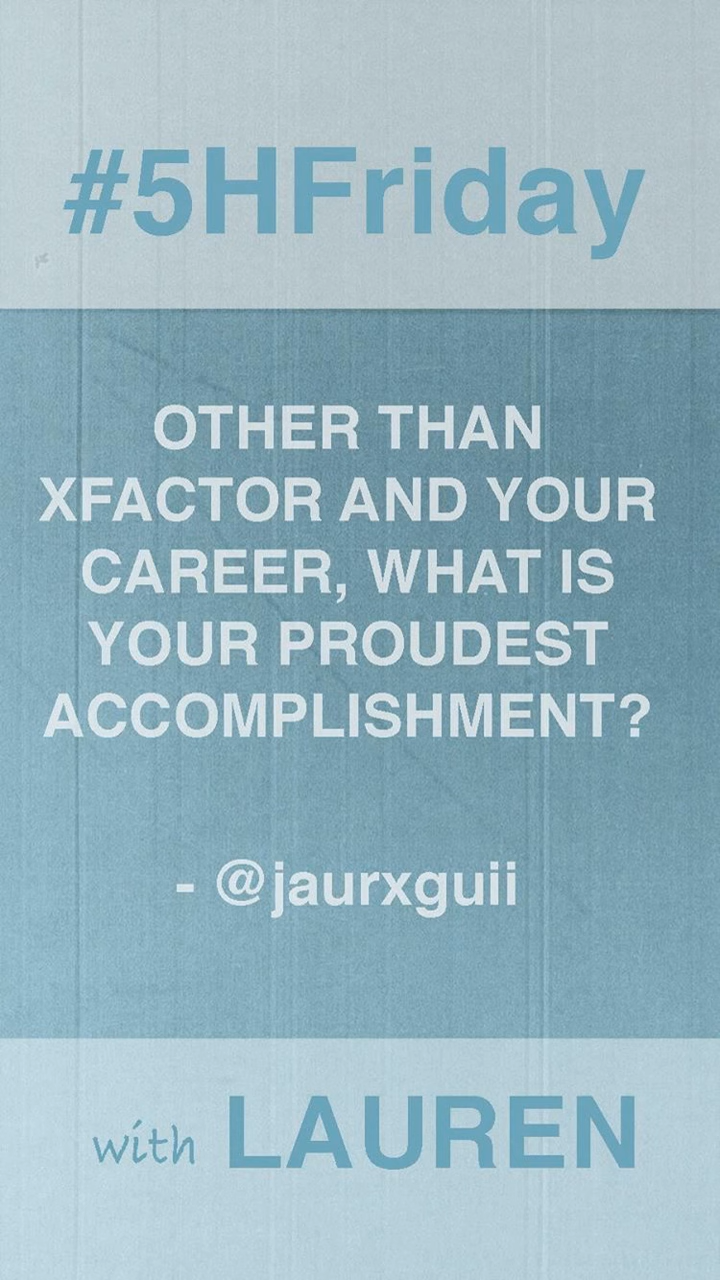 #5HFriday
OTHER THAN
XFACTOR AND YOUR
CAREER, WHAT IS
YOUR PROUDEST
ACCOMPLISHMENT?
- @jaurxguii
with LAUREN